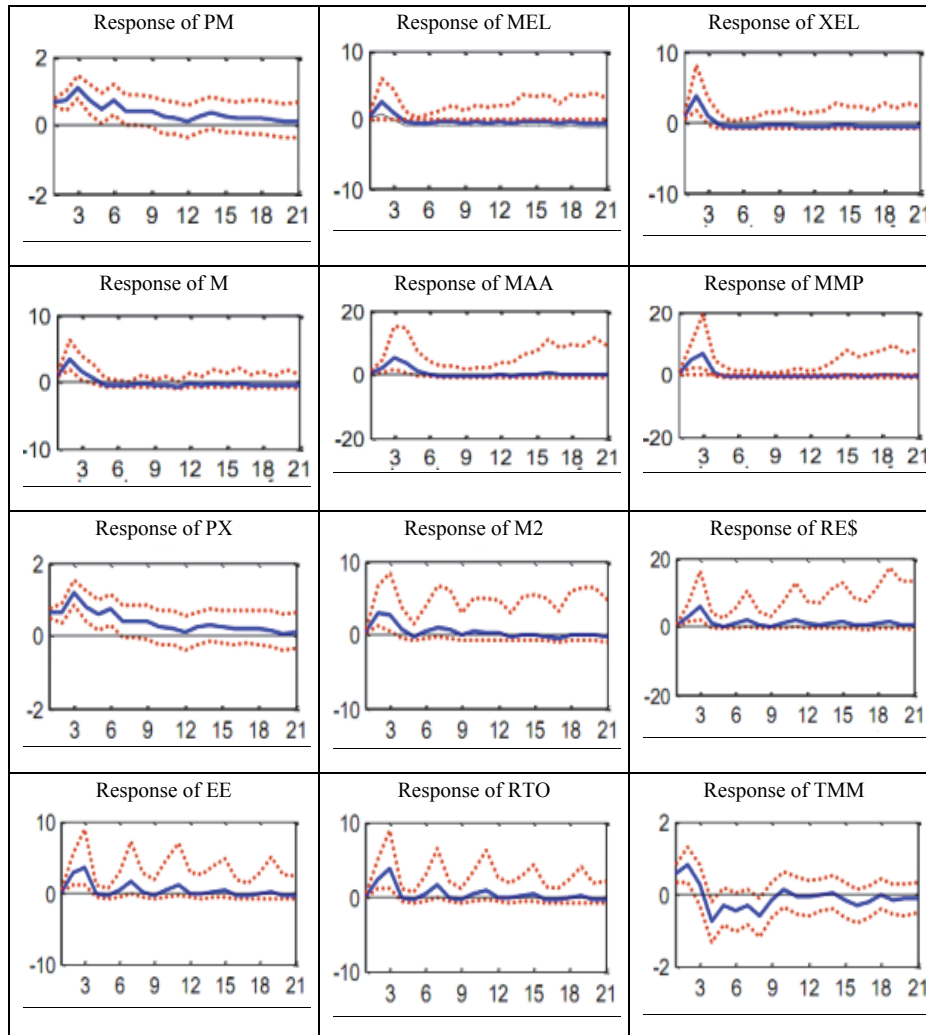 Response of PM
2
0
-2
3 6 9 12 15 18 21
Response of MEL
10
0
-10
3 6 9 12 15 18 21
Response of XEL
10
0
-10
3 6 9 12 15 18 21
Response of M
10
0
-10
3 6 9 12 15 18 21
Response of MAA
20
0
-20
3 6 9 12 15 18 21
Response of MMP
20
0
-20
3 6 9 12 15 18 21
Response of PX
2
0
-2
3 6 9 12 15 18 21
Response of M2
10
0
-10
3 6 9 12 15 18 21
Response of RE$
20
0
-20
3 6 9 12 15 18 21
Response of EE
10
0
-10
3 6 9 12 15 18 21
Response of RTO
10
0
-10
3 6 9 12 15 18 21
Response of TMM
2
0
-2
3 6 9 12 15 18 21